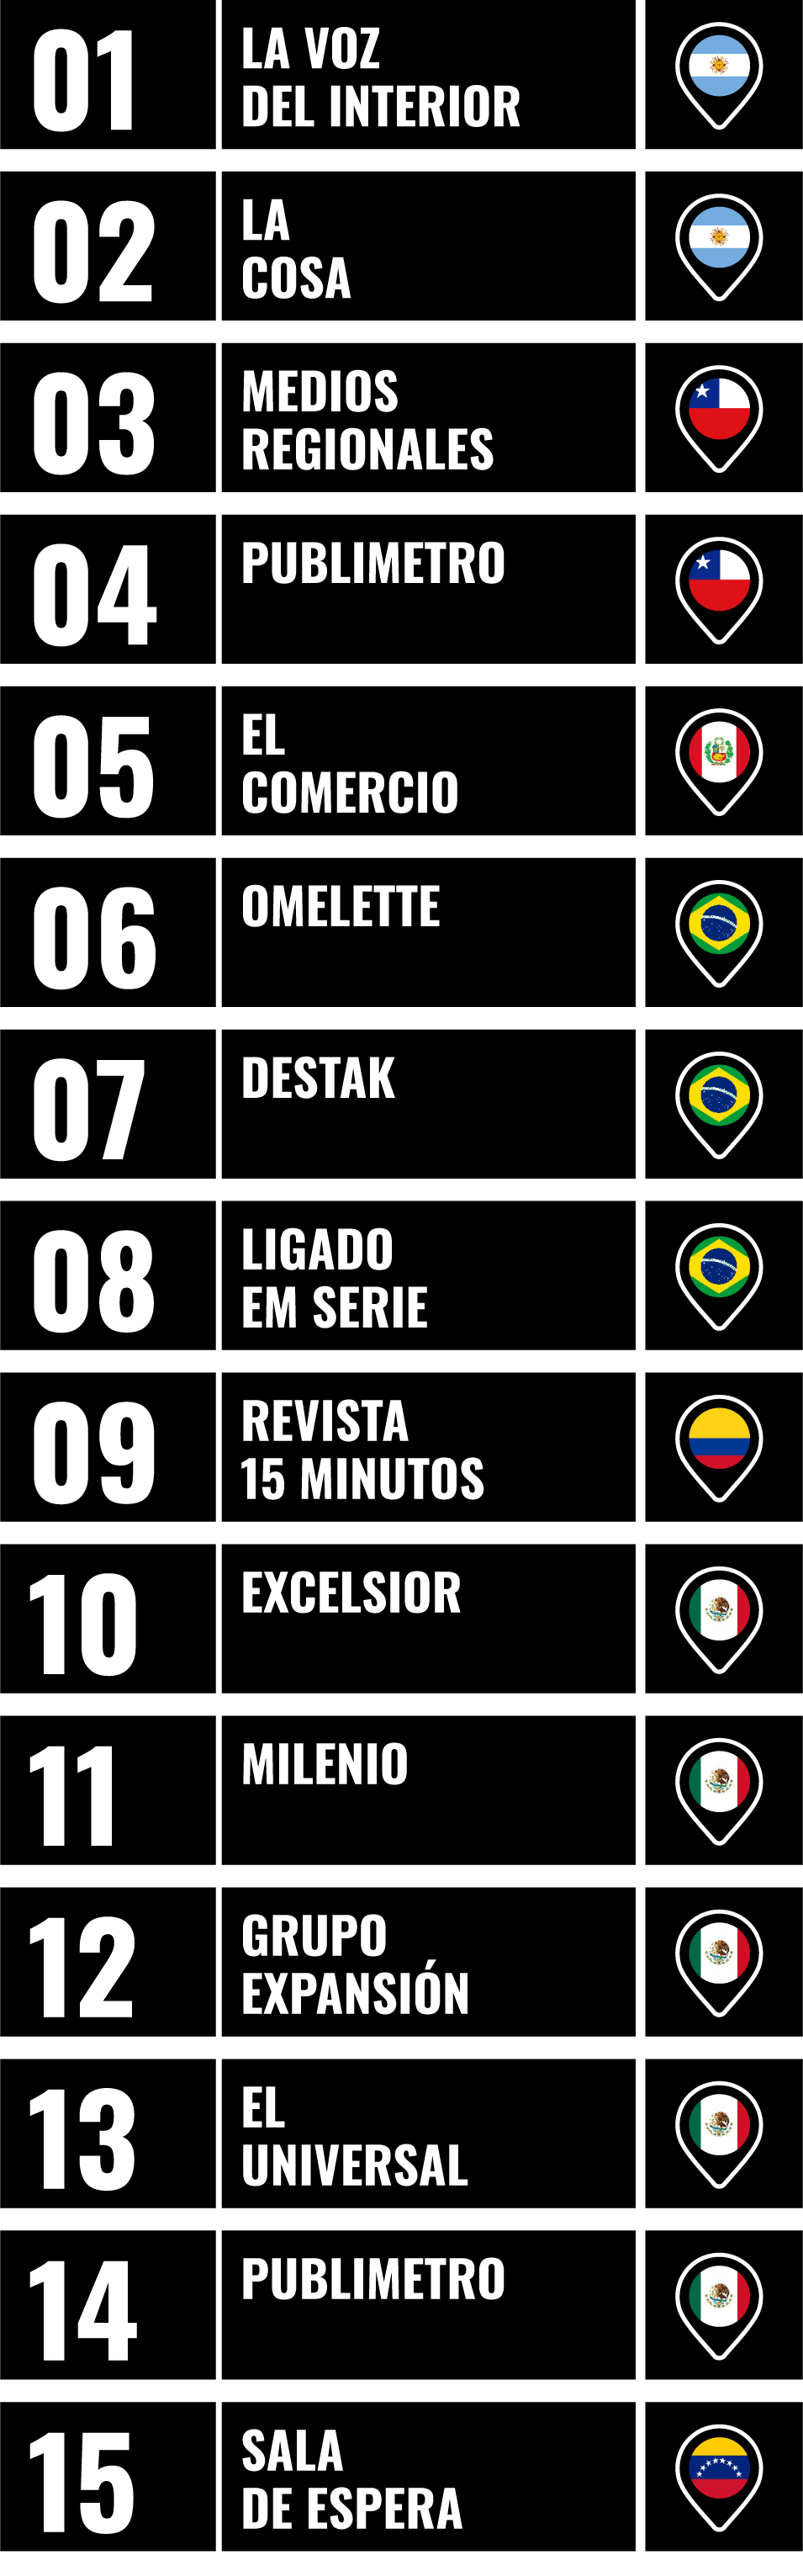 01
LA VOZ
DEL INTERIOR
02
LA
COSA
03
MEDIOS
REGIONALES
04
PUBLIMETRO
05
EL
COMERCIO
06
OMELETTE
07
DESTAK
08
LIGADO
EM SERIE
09
REVISTA
15 MINUTOS
10
EXCELSIOR
11
MILENIO
12
GRUPO
EXPANSIÓN
13
EL
UNIVERSAL
14
PUBLIMETRO
15
SALA
DE ESPERA